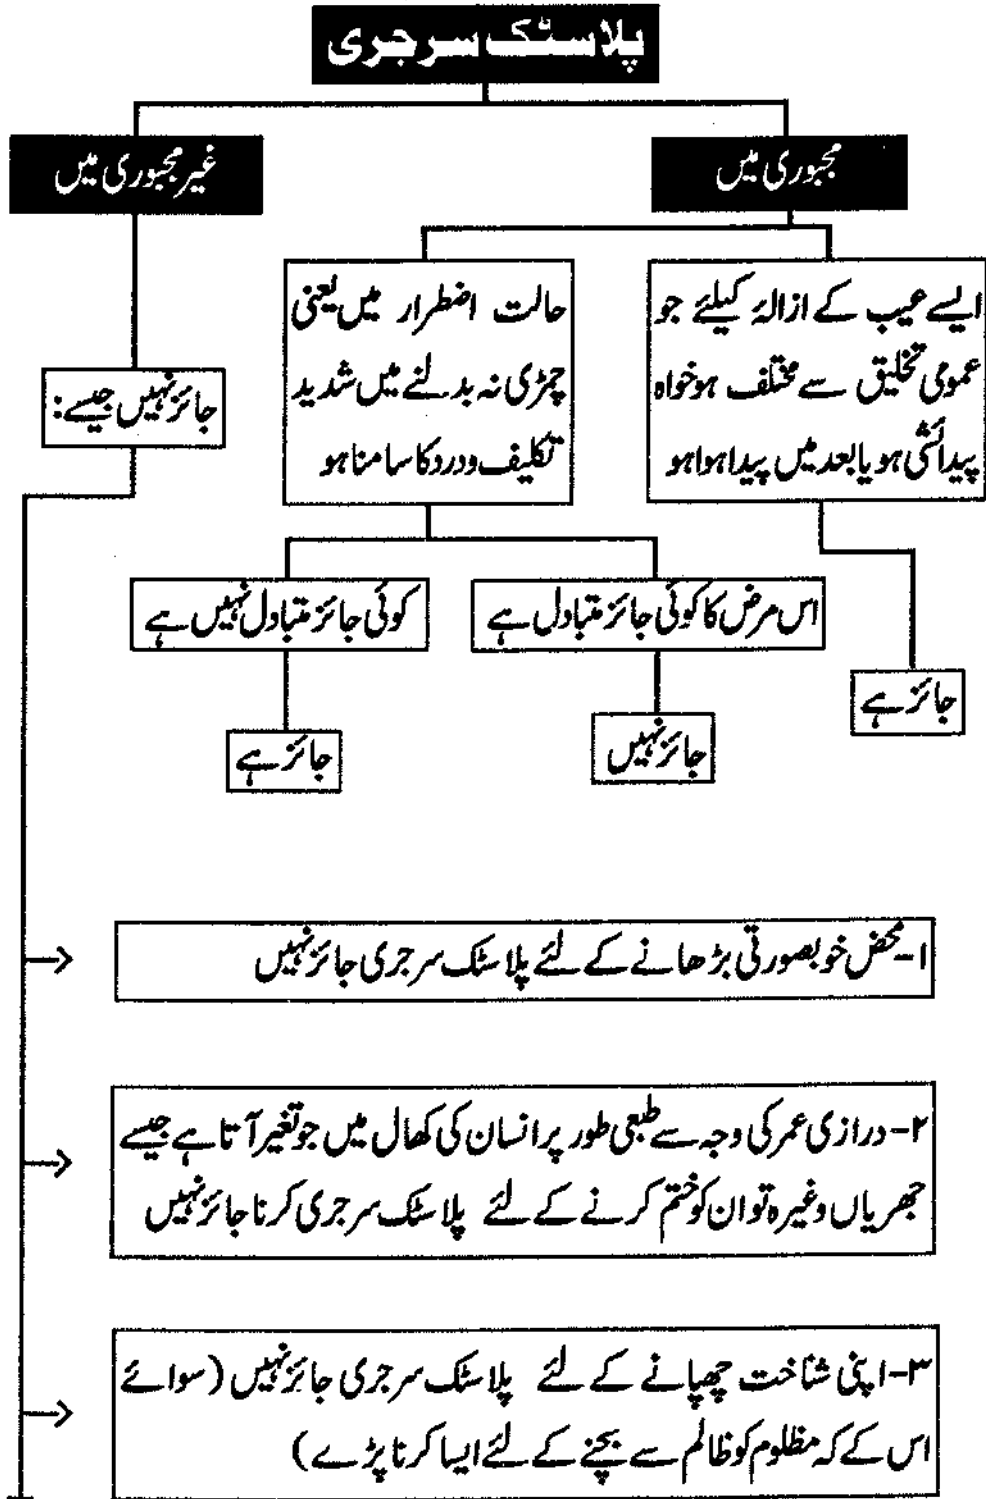 پلاسٹک سرجری
مجبوری میں
غیر مجبوری میں
ایسے عیب کے ازالۂ کیلئے جو
عمومی تخلیق سے مختلف ہو خواہ
پیدائشی ہو یا بعد میں پیدا ہوا ہو
حالت اضطرار میں یعنی
چمڑی نہ بدلنے میں شدید
تکلیف و درد کا سامنا ہو
جائز نہیں جیسے:
اس مرض کا کوئی جائز متبادل ہے
کوئی جائز متبادل نہیں ہے
جائز ہے
جائز نہیں
جائز ہے
۱- محض خوبصورتی بڑھانے کے لئے پلاسٹک سرجری جائز نہیں
۲- درازی عمر کی وجہ سے طبعی طور پر انسان کی کھال میں جو تغیر آتا ہے جیسے
جھریاں وغیرہ تو ان کو ختم کرنے کے لئے پلاسٹک سرجری کرنا جائز نہیں
۳- اپنی شناخت چھپانے کے لئے پلاسٹک سرجری جائز نہیں (سوائے
اس کے کہ مظلوم کو ظالم سے بچنے کے لئے ایسا کرنا پڑے)